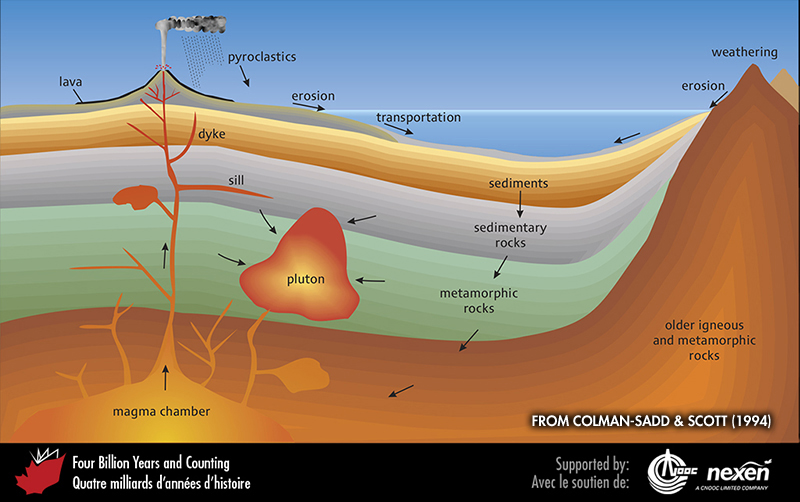 weathering
pyroclastics
lava
erosion
erosion
transportation
dyke
sill
sediments
sedimentary
rocks
pluton
metamorphic
rocks
older igneous
and metamorphic
rocks
magma chamber
FROM COLMAN-SADD & SCOTT (1994)
Four Billion Years and Counting
Quatre milliards d'années d'histoire
Supported by:
Avec le soutien de:
CNOOC
nexen
A CNOOC LIMITED COMPANY